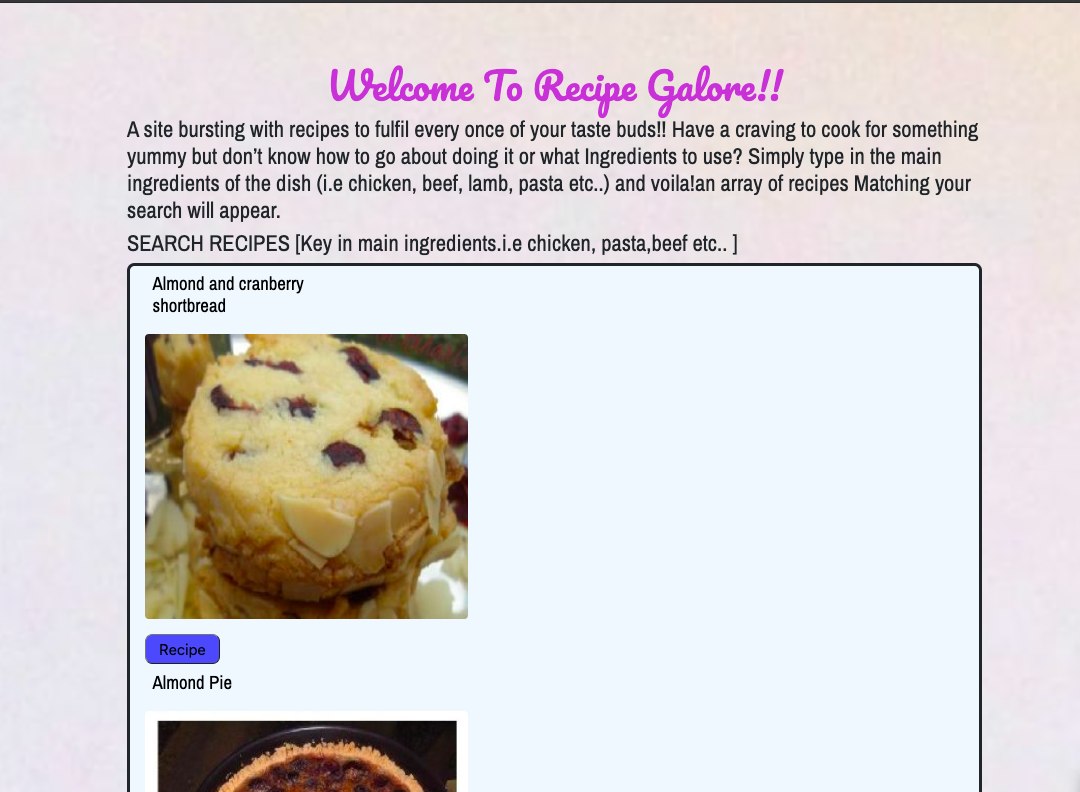 Welcome To Recipe Galore!!
A site bursting with recipes to fulfil every once of your taste buds!! Have a craving to cook for something
yummy but don’t know how to go about doing it or what Ingredients to use? Simply type in the main
ingredients of the dish (i.e chicken, beef, lamb, pasta etc..) and voila!an array of recipes Matching your
search will appear.
SEARCH RECIPES [Key in main ingredients.i.e chicken, pasta,beef etc.. ]
Almond and cranberry
shortbread
Recipe
Almond Pie